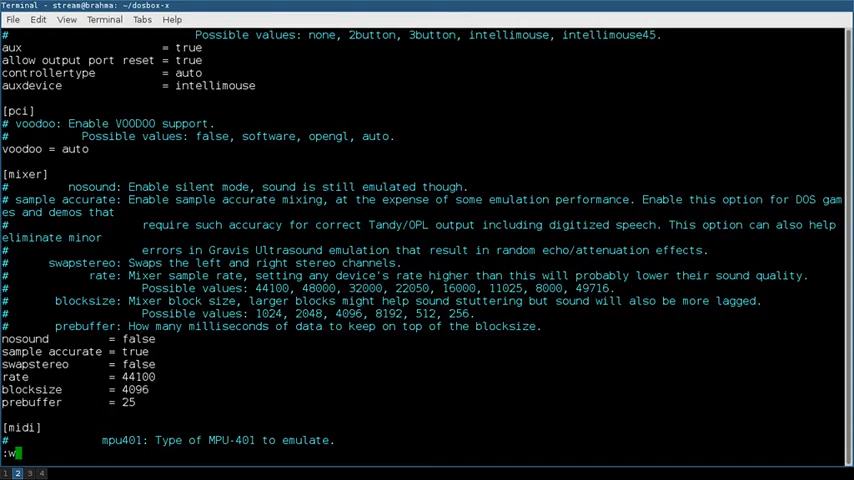 Terminal - stream@brahma: ~/dosbox-x
File Edit View Terminal Tabs Help
# Possible values: none, 2button, 3button, intellimouse, intellimouse45.
aux = true
allow output port reset = true
controllertype = auto
auxdevice = intellimouse
[pci]
# voodoo: Enable VOODOO support.
# Possible values: false, software, opengl, auto.
voodoo = auto
[mixer]
# nosound: Enable silent mode, sound is still emulated though.
# sample accurate: Enable sample accurate mixing, at the expense of some emulation performance. Enable this option for DOS gam
es and demos that
# require such accuracy for correct Tandy/OPL output including digitized speech. This option can also help
eliminate minor
# errors in Gravis Ultrasound emulation that result in random echo/attenuation effects.
# swapstereo: Swaps the left and right stereo channels.
# rate: Mixer sample rate, setting any device's rate higher than this will probably lower their sound quality.
# Possible values: 44100, 48000, 32000, 22050, 16000, 11025, 8000, 49716.
# blocksize: Mixer block size, larger blocks might help sound stuttering but sound will also be more lagged.
# Possible values: 1024, 2048, 4096, 8192, 512, 256.
# prebuffer: How many milliseconds of data to keep on top of the blocksize.
nosound = false
sample accurate = true
swapstereo = false
rate = 44100
blocksize = 4096
prebuffer = 25
[midi]
# mpu401: Type of MPU-401 to emulate.
:w
1 2 3 4